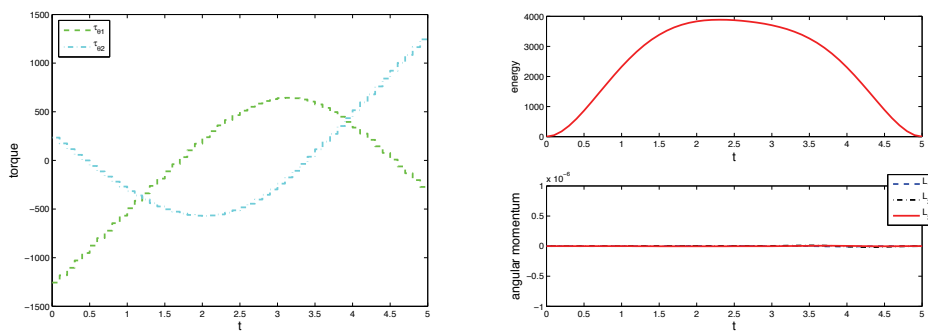 1500
1000
500
0
−500
−1000
−1500
torque
τθ1
τθ2
0 0.5 1 1.5 2 2.5 3 3.5 4 4.5 5
t
4000
3000
2000
1000
0
energy
0 0.5 1 1.5 2 2.5 3 3.5 4 4.5 5
t
x 10⁻⁶
1
0.5
0
−0.5
−1
angular momentum
L
L
L
0 0.5 1 1.5 2 2.5 3 3.5 4 4.5 5
t